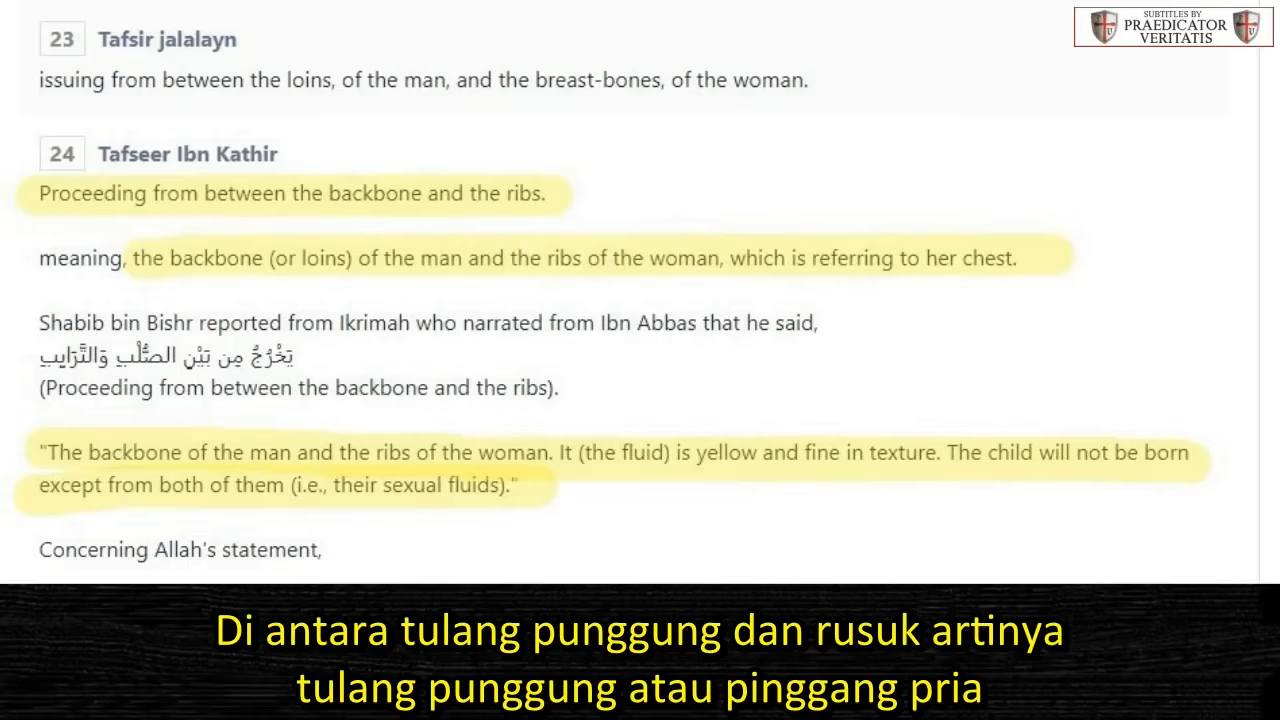 SUBTITLES BY
PRAEDICATOR
VERITATIS
23 Tafsir jalalayn
issuing from between the loins, of the man, and the breast-bones, of the woman.
24 Tafseer Ibn Kathir
Proceeding from between the backbone and the ribs.
meaning, the backbone (or loins) of the man and the ribs of the woman, which is referring to her chest.
Shabib bin Bishr reported from Ikrimah who narrated from Ibn Abbas that he said,
يَخْرُجُ مِن بَيْنِ الصُّلْبِ وَالتَّرَايِبِ
(Proceeding from between the backbone and the ribs).
"The backbone of the man and the ribs of the woman. It (the fluid) is yellow and fine in texture. The child will not be born
except from both of them (i.e., their sexual fluids)."
Concerning Allah's statement,
Di antara tulang punggung dan rusuk artinya
tulang punggung atau pinggang pria